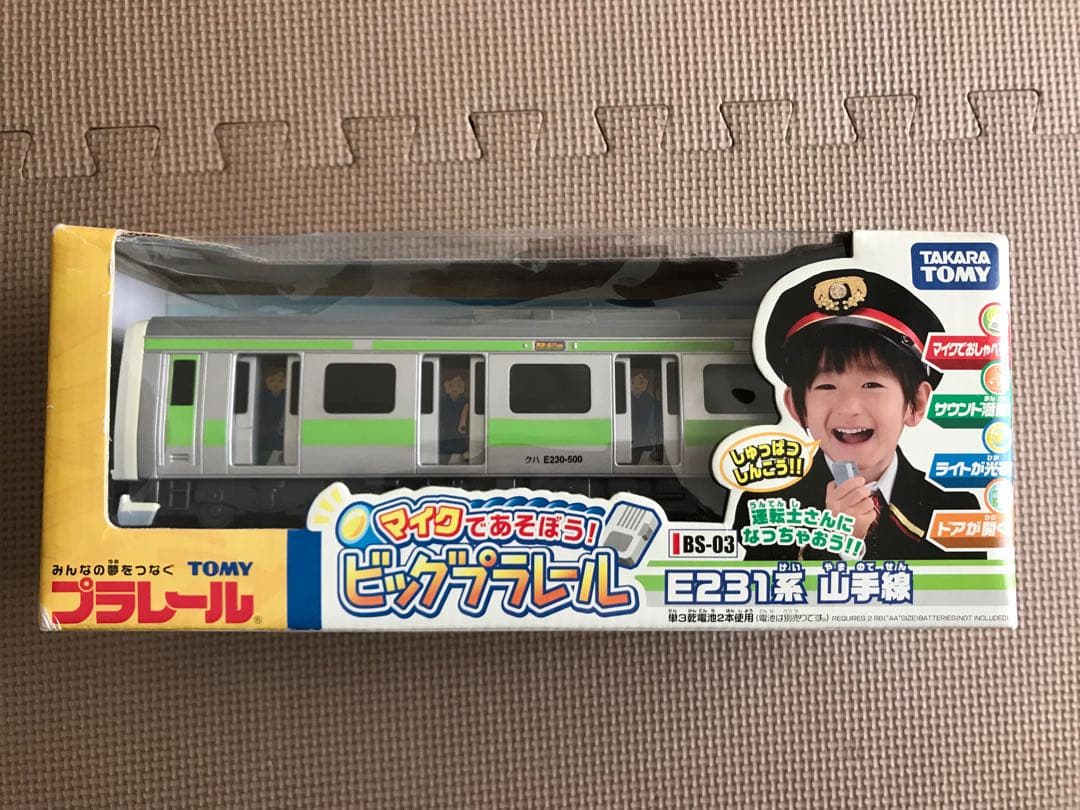 TAKARA
TOMY
マイクでおしゃべ
サウンド満
ライトが光
ドアが開く
クハ E230-500
しゅっぱつ
しんこう!!
運転士さんに
なっちゃおう!!
マイクであそぼう!
ビッグプラレール
BS-03
E231系 山手線
単3乾電池2本使用(電池は別売りです。) REQUIRES 2 R6("AA"SIZE)BATTERIES(NOT INCLUDED)
みんなの夢をつなぐ TOMY
プラレール®